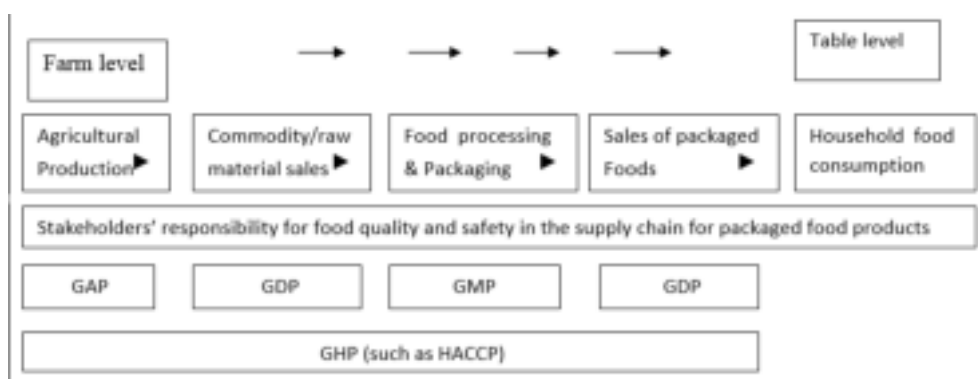 Farm level
Table level
Agricultural
Production
Commodity/raw
material sales
Food processing
& Packaging
Sales of packaged
Foods
Household food
consumption
Stakeholders' responsibility for food quality and safety in the supply chain for packaged food products
GAP
GDP
GMP
GDP
GHP (such as HACCP)